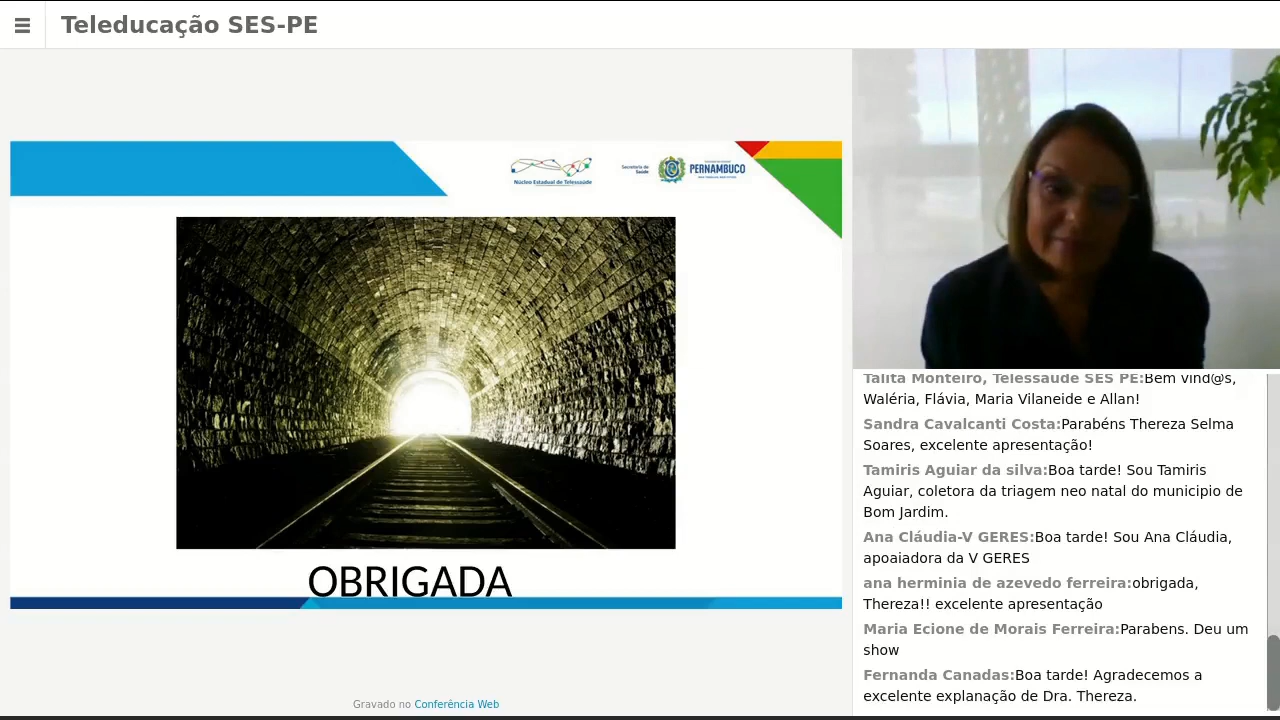 Teleducação SES-PE
Núcleo Estadual de Telessaúde
Secretaria de
Saúde
PERNAMBUCO
OBRIGADA
Gravado no Conferência Web
Talita Monteiro, Telessaude SES PE:Bem vind@s,
Waléria, Flávia, Maria Vilaneide e Allan!
Sandra Cavalcanti Costa:Parabéns Thereza Selma
Soares, excelente apresentação!
Tamiris Aguiar da silva:Boa tarde! Sou Tamiris
Aguiar, coletora da triagem neo natal do municipio de
Bom Jardim.
Ana Cláudia-V GERES:Boa tarde! Sou Ana Cláudia,
apoaiadora da V GERES
ana herminia de azevedo ferreira:obrigada,
Thereza!! excelente apresentação
Maria Ecione de Morais Ferreira:Parabens. Deu um
show
Fernanda Canadas:Boa tarde! Agradecemos a
excelente explanação de Dra. Thereza.